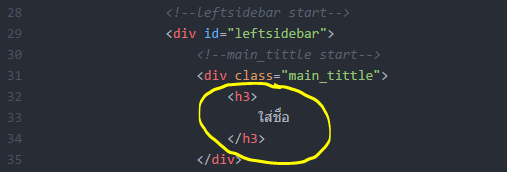 28 <!--leftsidebar start-->
29 <div id="leftsidebar">
30 <!--main_tittle start-->
31 <div class="main_tittle">
32 <h3>
33 ใส่ชื่อ
34 </h3>
35 </div>